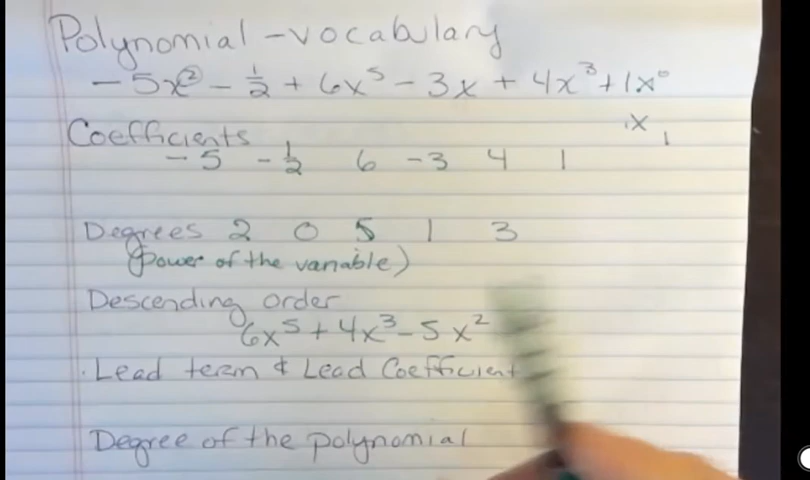 Polynomial - vocabulary
- 5x² - 1/2 + 6x⁵ - 3x + 4x³ + 1x⁰
Coefficients
.x 1
- 5 - 1/2 6 - 3 4 1
Degrees 2 0 5 1 3
(power of the variable)
Descending order
6x⁵ + 4x³ - 5x²
. Lead term & Lead Coefficient
Degree of the polynomial